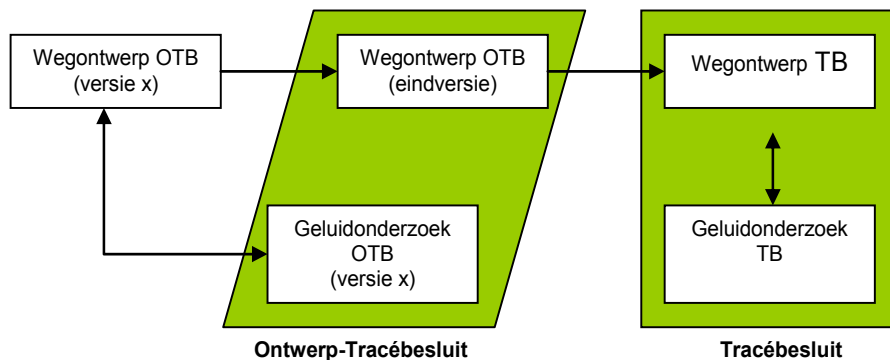 Wegontwerp OTB
(versie x)
Wegontwerp OTB
(eindversie)
Wegontwerp TB
Geluidonderzoek
OTB
(versie x)
Geluidonderzoek
TB
Ontwerp-Tracébesluit
Tracébesluit